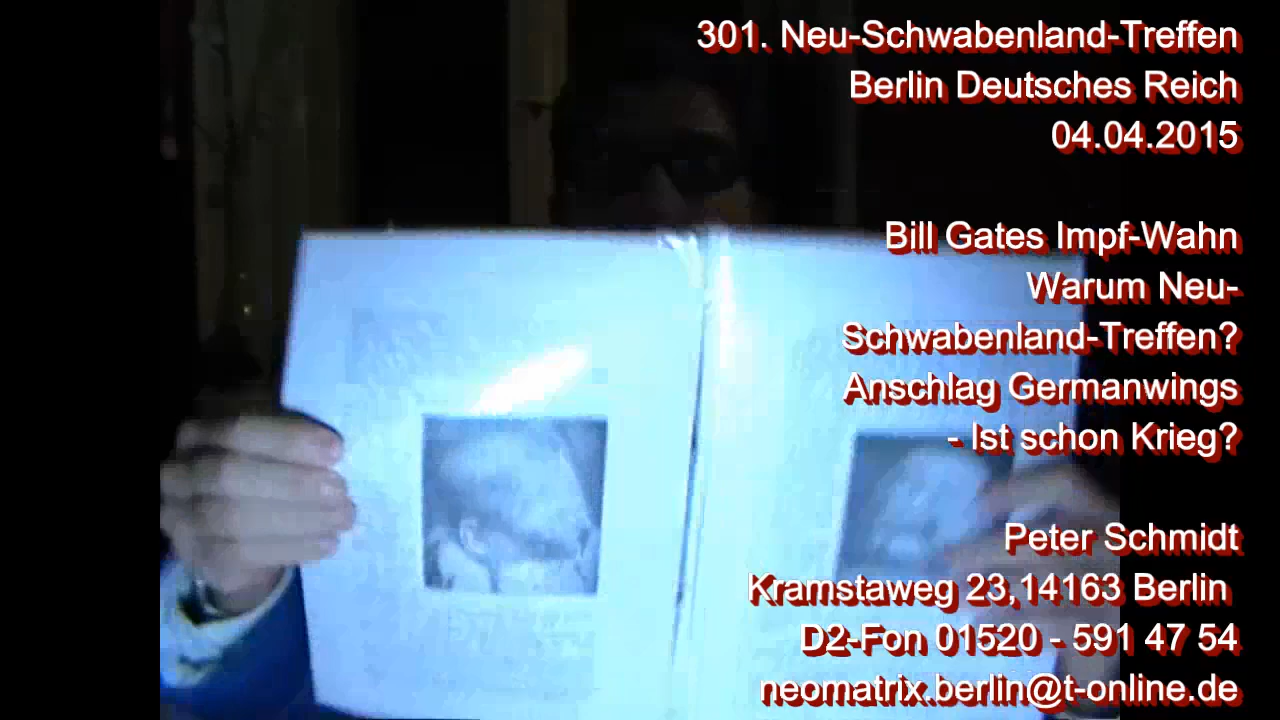 301. Neu-Schwabenland-Treffen
Berlin Deutsches Reich
04.04.2015
Bill Gates Impf-Wahn
Warum Neu-
Schwabenland-Treffen?
Anschlag Germanwings
- Ist schon Krieg?
Peter Schmidt
Kramstaweg 23,14163 Berlin
D2-Fon 01520 - 591 47 54
neomatrix.berlin@t-online.de